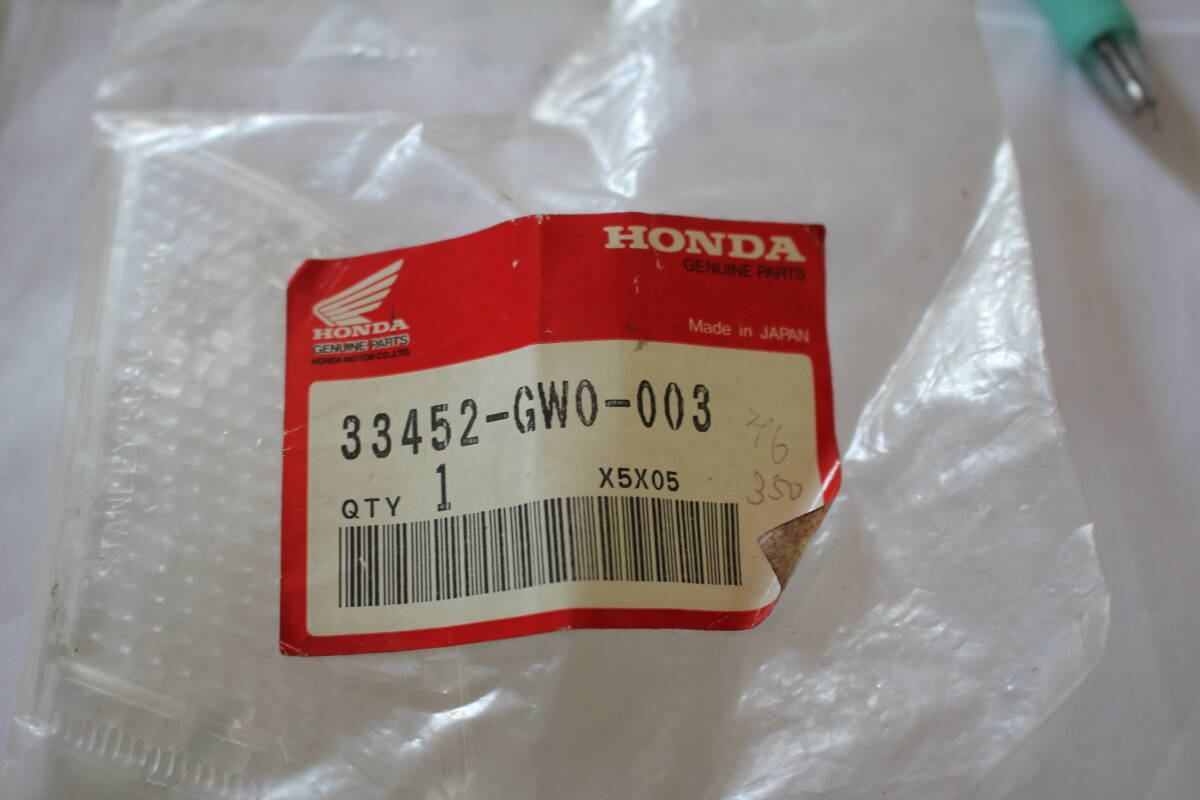 HONDA
GENUINE PARTS
HONDA
GENUINE PARTS
HONDA MOTOR CO.,LTD.
Made in JAPAN
33452-GW0-003
QTY 1 X5X05
350